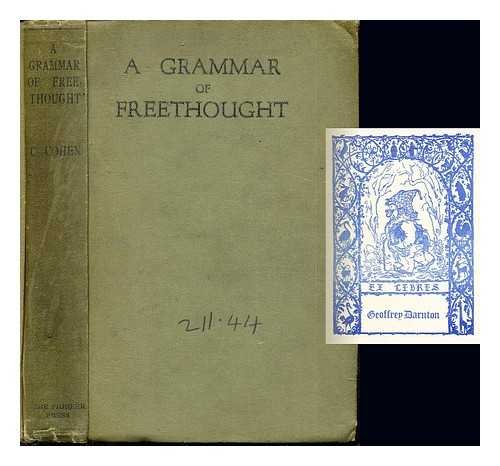 A
GRAMMAR
OF FREE-
THOUGHT
C. COHEN
THE PIONEER
PRESS
A GRAMMAR
OF
FREETHOUGHT
211.44
EX LIBRIS
Geoffrey Darnton